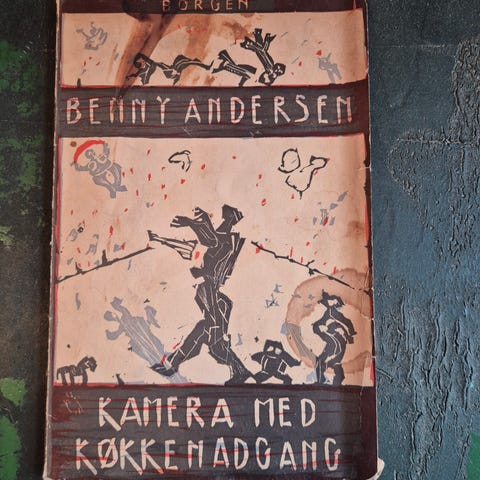 BORGEN
BENNY ANDERSEN
KAMERA MED
KØKKENADGANG